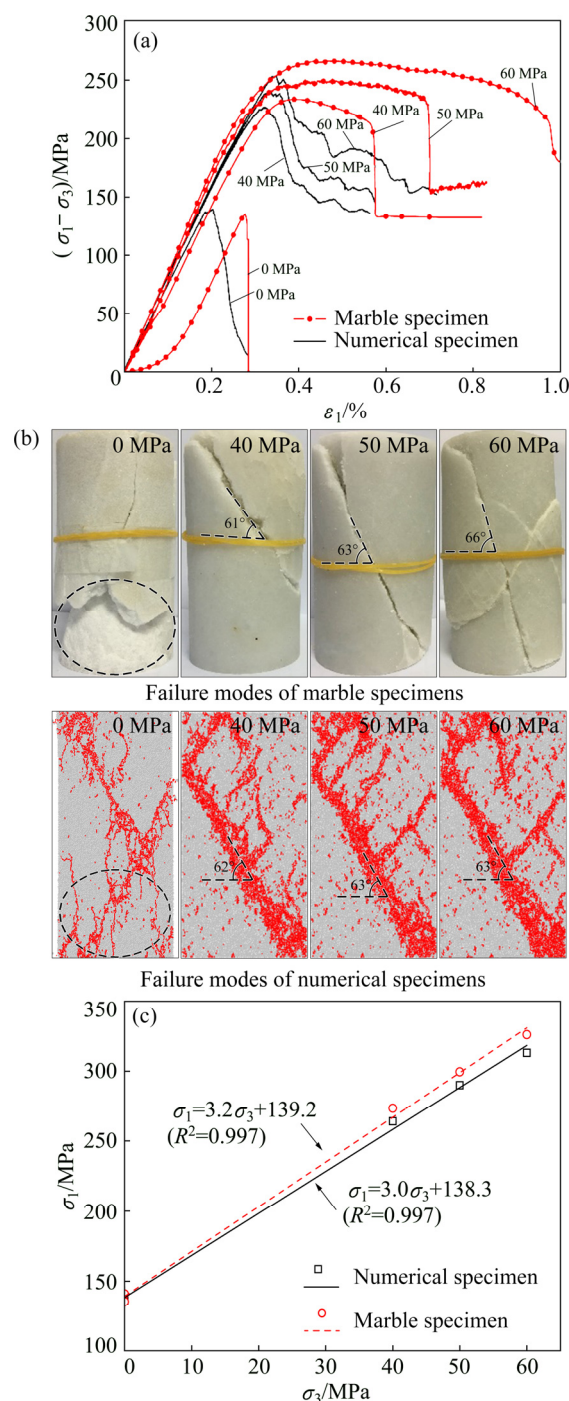 (a)
300
250
200
150
100
50
0
(σ₁−σ₃)/MPa
60 MPa
40 MPa
50 MPa
60 MPa
50 MPa
40 MPa
0 MPa
0 MPa
Marble specimen
Numerical specimen
0 0.2 0.4 0.6 0.8 1.0
ε₁/%
(b)
0 MPa 40 MPa 50 MPa 60 MPa
61° 63° 66°
Failure modes of marble specimens
0 MPa 40 MPa 50 MPa 60 MPa
62° 63° 63°
Failure modes of numerical specimens
(c)
350
300
250
200
150
100
σ₁/MPa
σ₁=3.2σ₃+139.2
(R²=0.997)
σ₁=3.0σ₃+138.3
(R²=0.997)
Numerical specimen
Marble specimen
0 10 20 30 40 50 60
σ₃/MPa